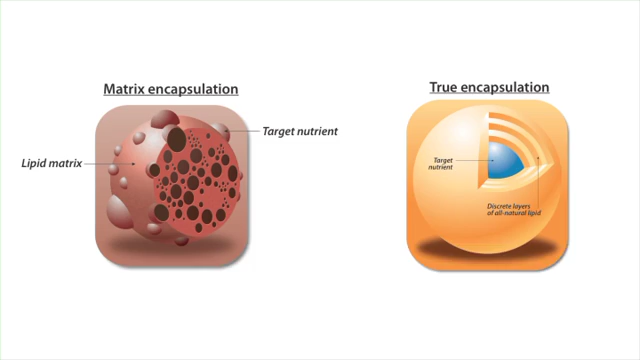 Matrix encapsulation
Target nutrient
Lipid matrix
True encapsulation
Target
nutrient
Discrete layers
of all-natural lipid